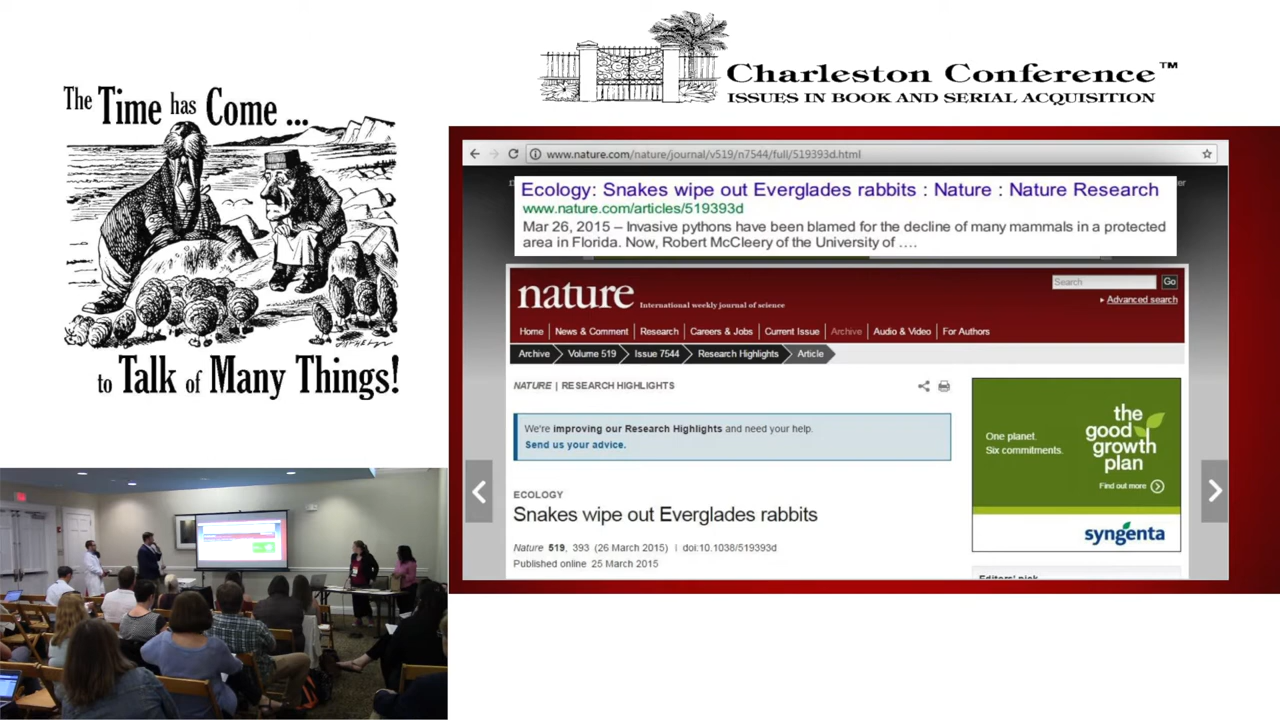 The Time has Come ...
to Talk of Many Things!
Charleston Conference™
ISSUES IN BOOK AND SERIAL ACQUISITION
www.nature.com/nature/journal/v519/n7544/full/519393d.html
Ecology: Snakes wipe out Everglades rabbits : Nature : Nature Research
www.nature.com/articles/519393d
Mar 26, 2015 – Invasive pythons have been blamed for the decline of many mammals in a protected
area in Florida. Now, Robert McCleery of the University of ….
nature International weekly journal of science
Search Go
Advanced search
Home News & Comment Research Careers & Jobs Current Issue Archive Audio & Video For Authors
Archive Volume 519 Issue 7544 Research Highlights Article
NATURE | RESEARCH HIGHLIGHTS
We're improving our Research Highlights and need your help.
Send us your advice.
ECOLOGY
Snakes wipe out Everglades rabbits
Nature 519, 393 (26 March 2015) | doi:10.1038/519393d
Published online 25 March 2015
One planet.
Six commitments.
the
good
growth
plan
Find out more
syngenta
Editors' pick